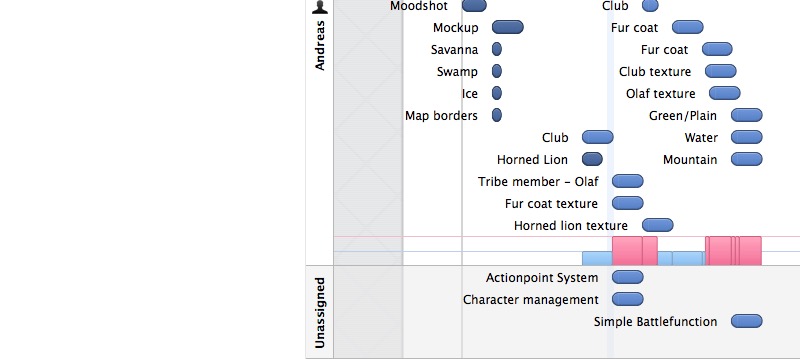 Moodshot Club
Andreas
Mockup Fur coat
Savanna Fur coat
Swamp Club texture
Ice Olaf texture
Map borders Green/Plain
Club Water
Horned Lion Mountain
Tribe member – Olaf
Fur coat texture
Horned lion texture
Unassigned
Actionpoint System
Character management
Simple Battlefunction